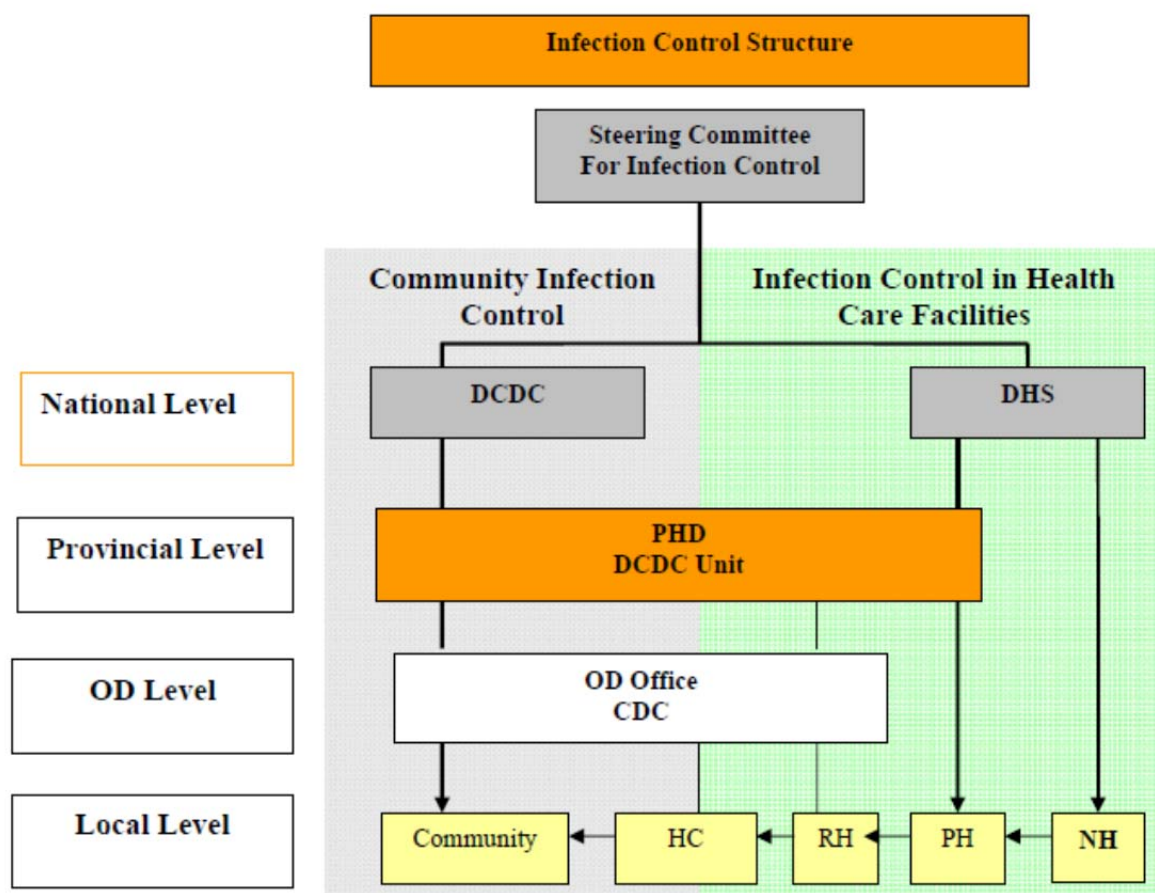 Infection Control Structure
Steering Committee
For Infection Control
Community Infection
Control
Infection Control in Health
Care Facilities
National Level
DCDC
DHS
Provincial Level
PHD
DCDC Unit
OD Level
OD Office
CDC
Local Level
Community
HC
RH
PH
NH